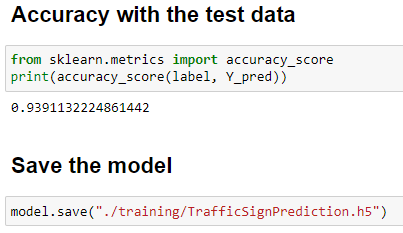 Accuracy with the test data
from sklearn.metrics import accuracy_score
print(accuracy_score(label, Y_pred))
0.9391132224861442
Save the model
model.save("./training/TrafficSignPrediction.h5")